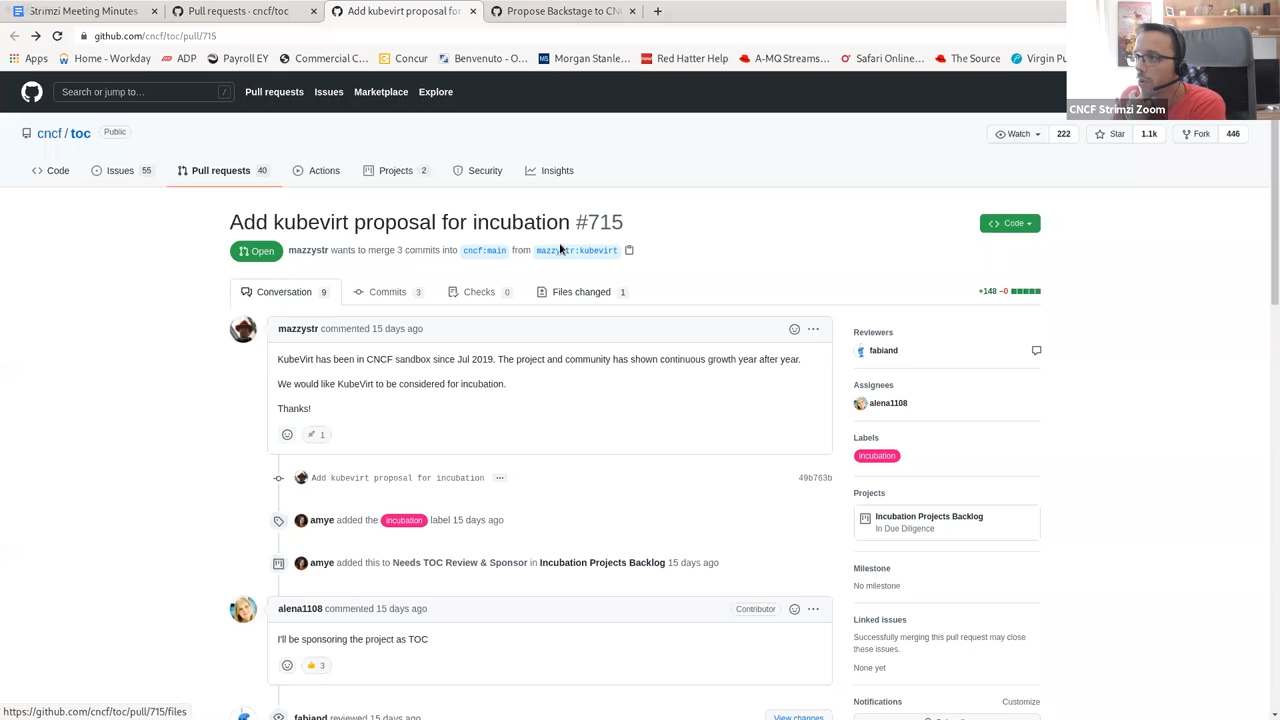 Strimzi Meeting Minutes
Pull requests · cncf/toc
Add kubevirt proposal for
Propose Backstage to CN
github.com/cncf/toc/pull/715
Apps
Home - Workday
ADP
Payroll EY
Commercial C...
Concur
Benvenuto - O...
Morgan Stanle...
Red Hatter Help
A-MQ Streams...
Safari Online...
The Source
Virgin Pu
CNCF Strimzi Zoom
Search or jump to...
/
Pull requests
Issues
Marketplace
Explore
cncf / toc
Public
Watch
222
Star
1.1k
Fork
446
Code
Issues
55
Pull requests
40
Actions
Projects
2
Security
Insights
Add kubevirt proposal for incubation #715
Code
Open
mazzystr wants to merge 3 commits into cncf:main from mazzystr:kubevirt
Conversation 9
Commits 3
Checks 0
Files changed 1
+148 −0
mazzystr commented 15 days ago
KubeVirt has been in CNCF sandbox since Jul 2019. The project and community has shown continuous growth year after year.
We would like KubeVirt to be considered for incubation.
Thanks!
1
Add kubevirt proposal for incubation
49b763b
amye added the incubation label 15 days ago
amye added this to Needs TOC Review & Sponsor in Incubation Projects Backlog 15 days ago
alena1108 commented 15 days ago
Contributor
I'll be sponsoring the project as TOC
3
fabiand reviewed 15 days ago
View changes
Reviewers
fabiand
Assignees
alena1108
Labels
incubation
Projects
Incubation Projects Backlog
In Due Diligence
Milestone
No milestone
Linked issues
Successfully merging this pull request may close
these issues.
None yet
Notifications
Customize
https://github.com/cncf/toc/pull/715/files